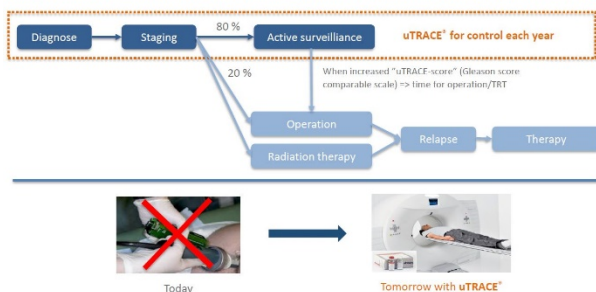 80 %
Diagnose
Staging
Active surveilliance
uTRACE® for control each year
20 %
When increased "uTRACE-score" (Gleason score
comparable scale) => time for operation/TRT
Operation
Radiation therapy
Relapse
Therapy
Today
Tomorrow with uTRACE®